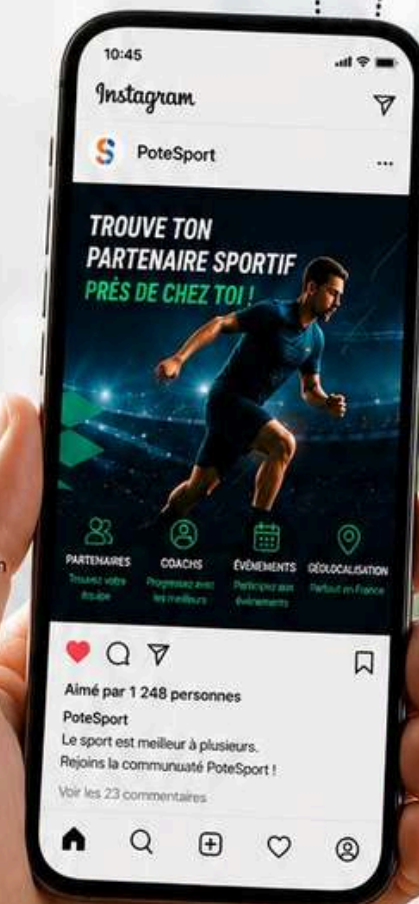 10:45
Instagram
S PoteSport
TROUVE TON
PARTENAIRE SPORTIF
PRÈS DE CHEZ TOI !
PARTENAIRES
Trouvez votre
équipe
COACHS
Progressez avec
les meilleurs
ÉVÉNEMENTS
Participez aux
événements
GÉOLOCALISATION
Partout en France
Aimé par 1 248 personnes
PoteSport
Le sport est meilleur à plusieurs.
Rejoins la communuaté PoteSport !
Voir les 23 commentaires
n